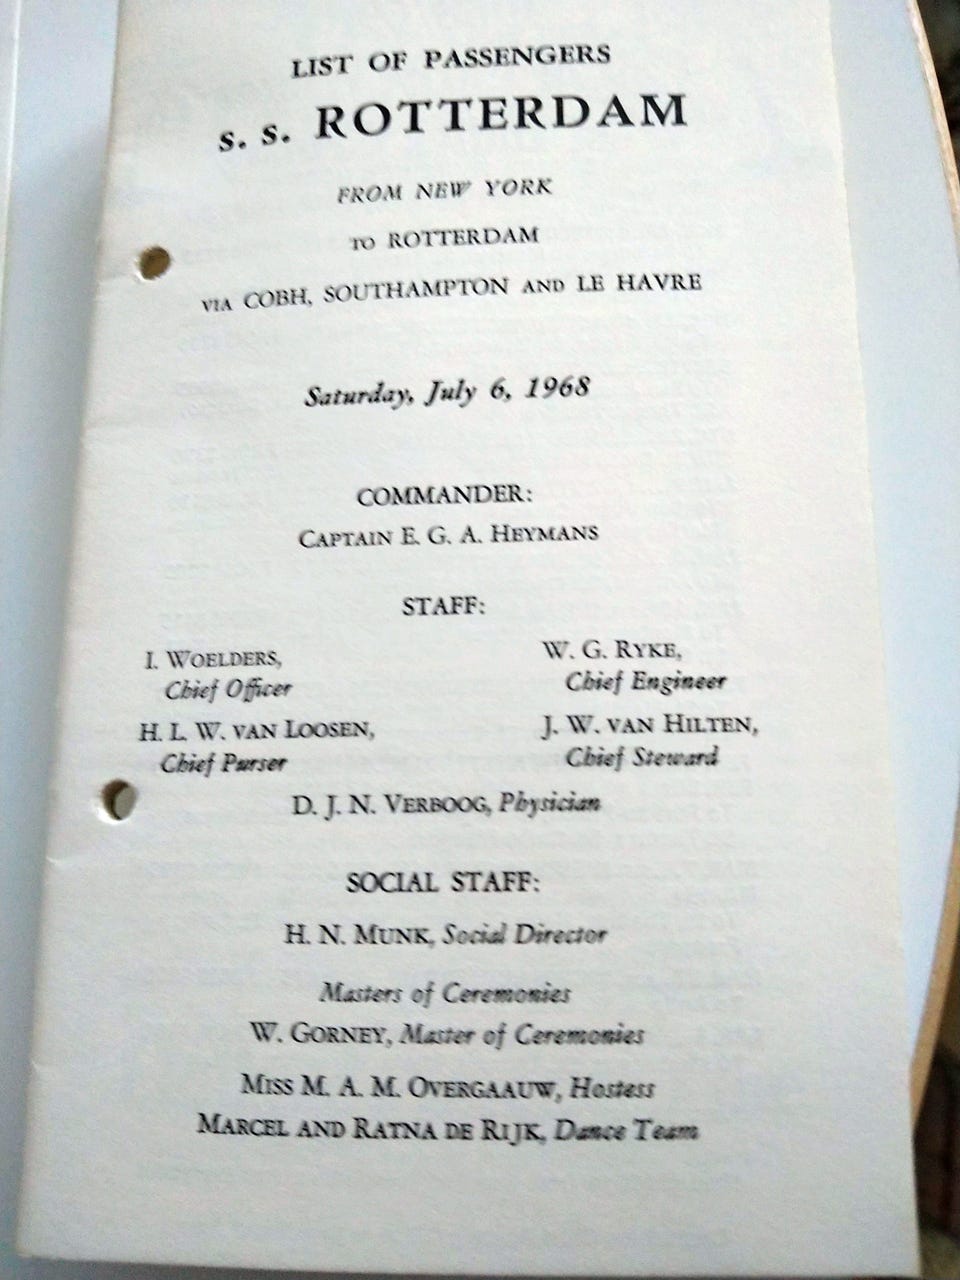 LIST OF PASSENGERS
s. s. ROTTERDAM
FROM NEW YORK
TO ROTTERDAM
VIA COBH, SOUTHAMPTON AND LE HAVRE
Saturday, July 6, 1968
COMMANDER:
CAPTAIN E. G. A. HEYMANS
STAFF:
I. WOELDERS,
Chief Officer
W. G. RYKE,
Chief Engineer
H. L. W. VAN LOOSEN,
Chief Purser
J. W. VAN HILTEN,
Chief Steward
D. J. N. VERBOOG, Physician
SOCIAL STAFF:
H. N. MUNK, Social Director
Masters of Ceremonies
W. GORNEY, Master of Ceremonies
MISS M. A. M. OVERGAAUW, Hostess
MARCEL AND RATNA DE RIJK, Dance Team